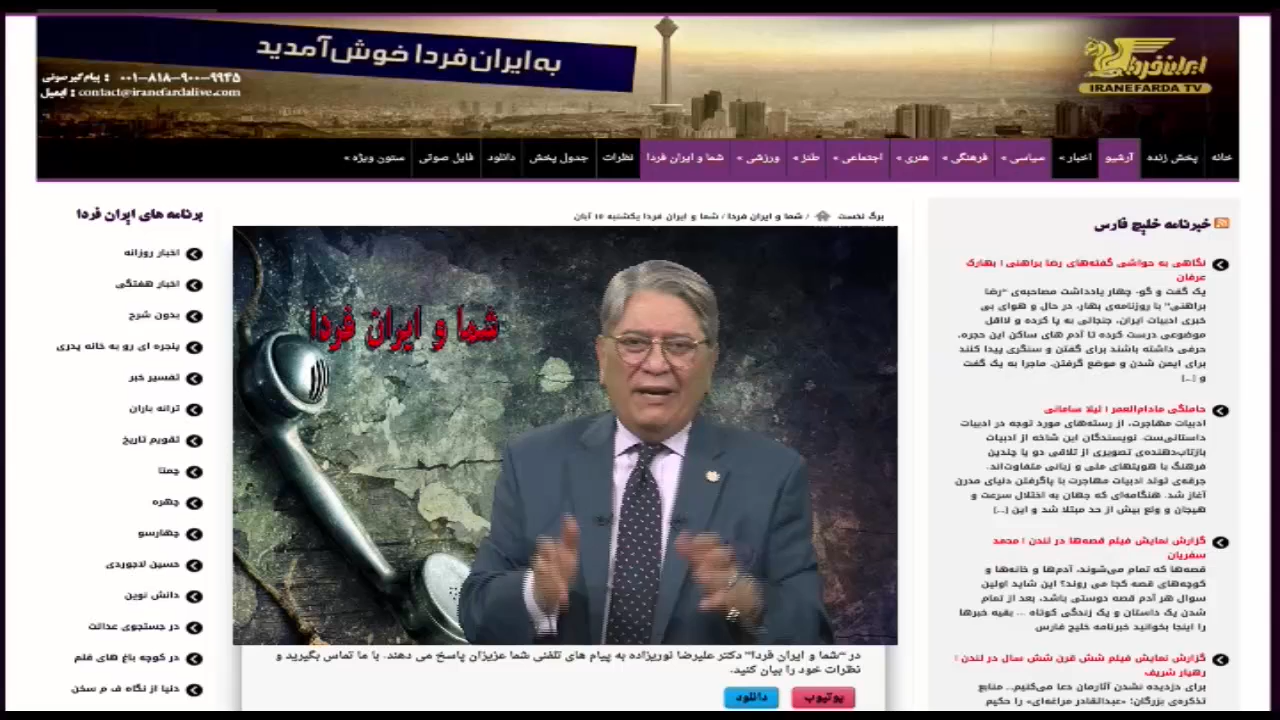 به ایران فردا خوش آمدید
ایران فردا
IRANEFARDA TV
۰۰۱-۸۱۸-۹۰۰-۹۹۴۵ : پیام گیر صوتی
contact@iranefardalive.com : ایمیل
خانه پخش زنده آرشیو اخبار » سیاسی » فرهنگی » هنری » اجتماعی » طنز » ورزشی » شما و ایران فردا نظرات جدول پخش دانلود فایل صوتی ستون ویژه »
خبرنامه خلیج فارس
نگاهی به حواشی گفته‌های رضا براهنی | بهارک
عرفان
یک گفت و گو- چهار یادداشت مصاحبه‌ی "رضا
براهنی" با روزنامه‌ی بهار، در حال و هوای بی
خبری ادبیات ایران، جنجالی به پا کرده و لااقل
موضوعی درست کرده تا آدم های ساکن این حجره،
حرفی داشته باشند برای گفتن و سنگری پیدا کنند
برای ایمن شدن و موضع گرفتن. ماجرا به یک گفت
و [...]
حاملگی مادام‌العمر | لیلا سامانی
ادبیات مهاجرت، از رسته‌های مورد توجه در ادبیات
داستانی‌ست. نویسندگان این شاخه از ادبیات
بازتاب‌دهنده‌ی تصویری از تلاقی دو یا چندین
فرهنگ با هویتهای ملی و زبانی متفاوت‌اند.
جرقه‌ی تولد ادبیات مهاجرت با پاگرفتن دنیای مدرن
آغاز شد. هنگامه‌ای که جهان به اختلال سرعت و
هیجان و ولع بیش از حد مبتلا شد و این [...]
گزارش نمایش فیلم قصه‌ها در لندن | محمد
سفریان
قصه‌ها که تمام می‌شوند، آدم‌ها و خانه‌ها و
کوچه‌های قصه کجا می روند؟ این شاید اولین
سوال هر آدم قصه دوستی باشد، بعد از تمام
شدن یک داستان و یک زندگی کوتاه ... بقیه خبرها
را اینجا بخوانید خبرنامه خلیج فارس
گزارش نمایش فیلم شش قرن شش سال در لندن |
رهیار شریف
برای دزدیده نشدن آثارمان دعا می‌کنیم.. منابع
تذکره‌ی بزرگان؛ «عبدالقادر مراغه‌ای» را حکیم
برگ نخست / شما و ایران فردا / شما و ایران فردا یکشنبه ۱۰ آبان
شما و ایران فردا
در "شما و ایران فردا" دکتر علیرضا نوریزاده به پیام های تلفنی شما عزیزان پاسخ می دهند. با ما تماس بگیرید و
نظرات خود را بیان کنید.
یوتیوب دانلود
برنامه های ایران فردا
اخبار روزانه
اخبار هفتگی
بدون شرح
پنجره ای رو به خانه پدری
تفسیر خبر
ترانه باران
تقویم تاریخ
چمتا
چهره
چهارسو
حسین لاجوردی
دانش نوین
در جستجوی عدالت
در کوچه باغ های قلم
دنیا از نگاه ف م سخن